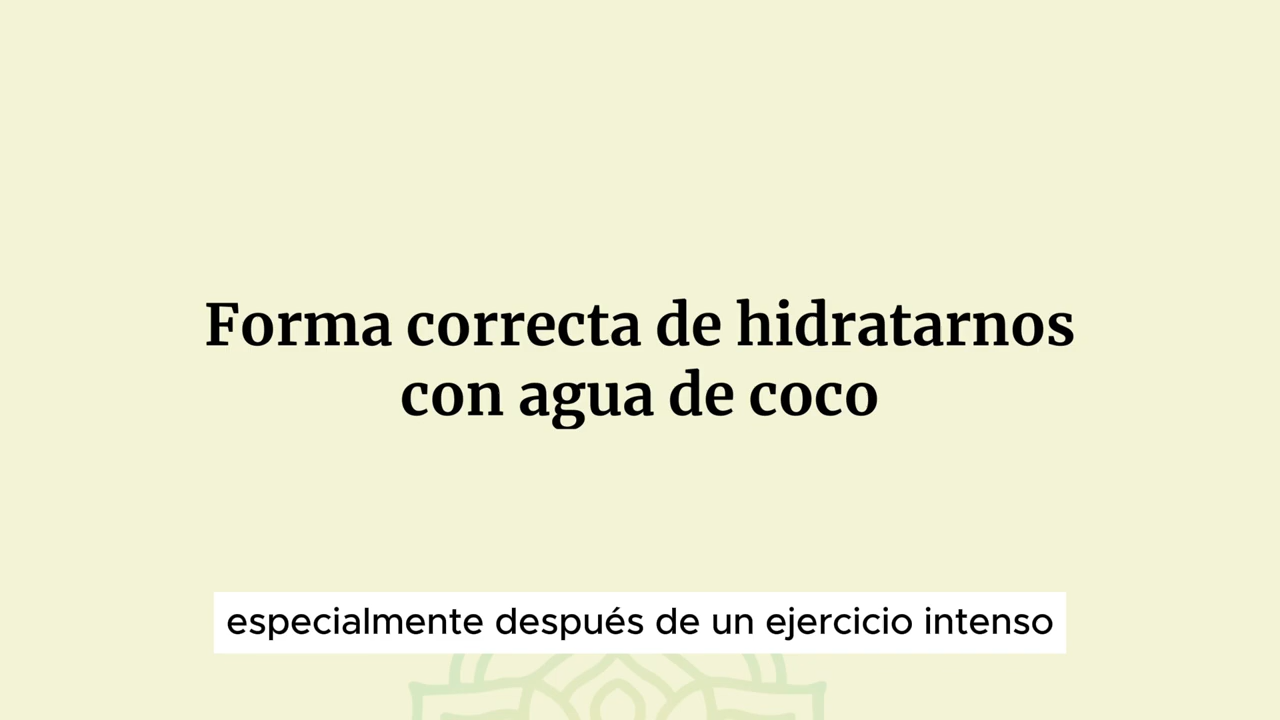 Forma correcta de hidratarnos
con agua de coco
especialmente después de un ejercicio intenso